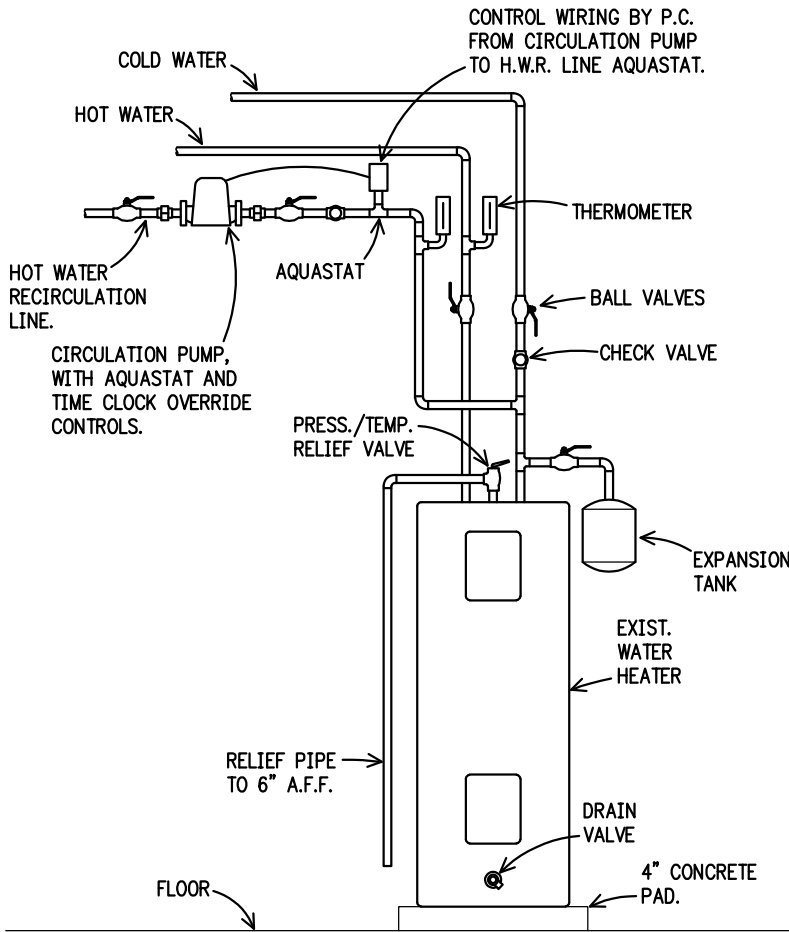 CONTROL WIRING BY P.C.
FROM CIRCULATION PUMP
TO H.W.R. LINE AQUASTAT.
COLD WATER
HOT WATER
THERMOMETER
AQUASTAT
HOT WATER
RECIRCULATION
LINE.
BALL VALVES
CIRCULATION PUMP,
WITH AQUASTAT AND
TIME CLOCK OVERRIDE
CONTROLS.
CHECK VALVE
PRESS./TEMP.
RELIEF VALVE
EXPANSION
TANK
EXIST.
WATER
HEATER
RELIEF PIPE
TO 6" A.F.F.
DRAIN
VALVE
4" CONCRETE
PAD.
FLOOR